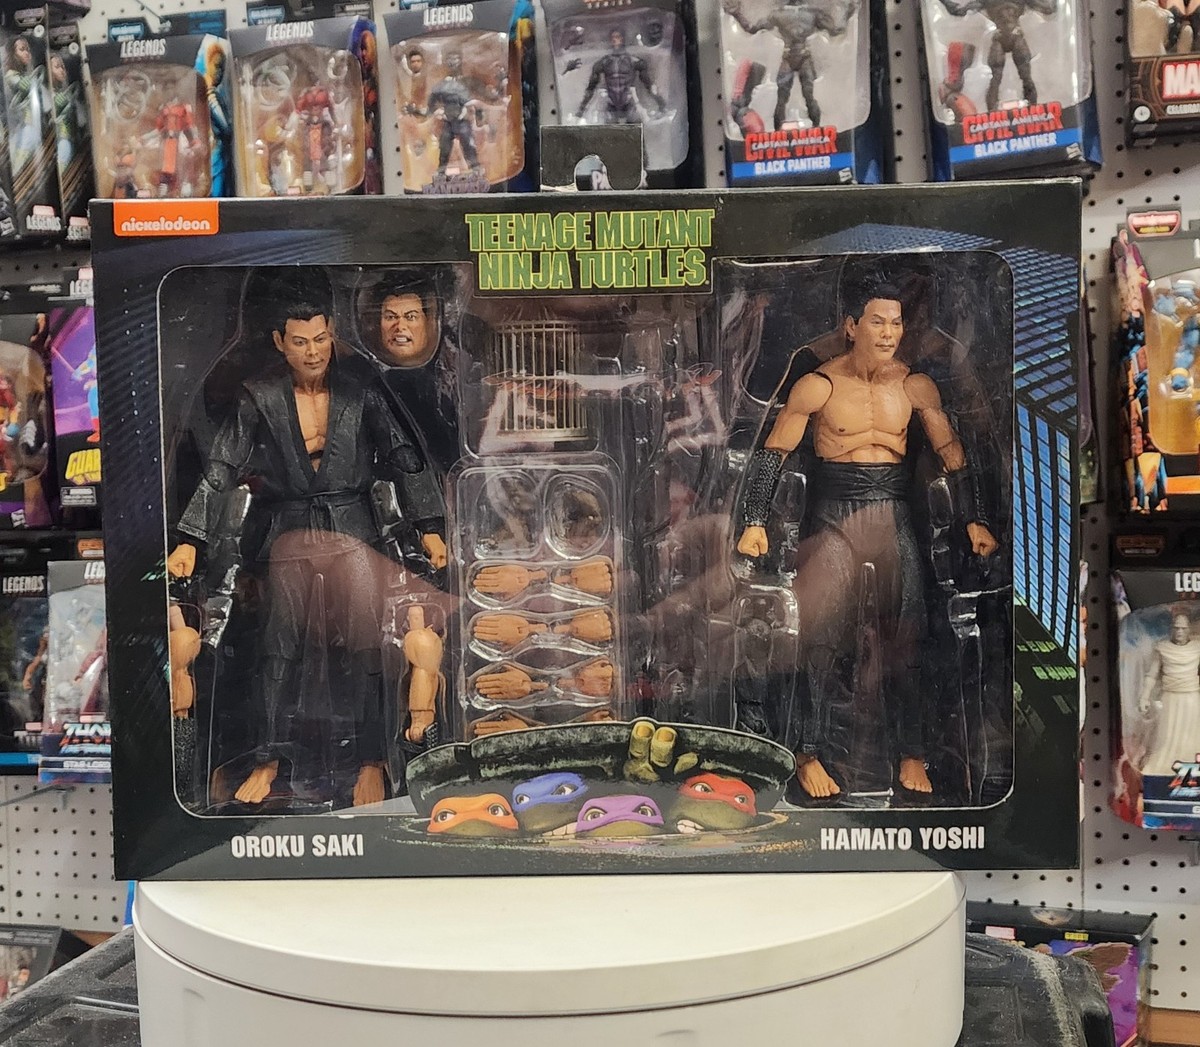 LEGENDS
LEGENDS
LEGENDS
CIVIL WAR
CAPTAIN AMERICA
BLACK PANTHER
CIVIL WAR
CAPTAIN AMERICA
BLACK PANTHER
nickelodeon
TEENAGE MUTANT
NINJA TURTLES
LEGENDS
OROKU SAKI
HAMATO YOSHI